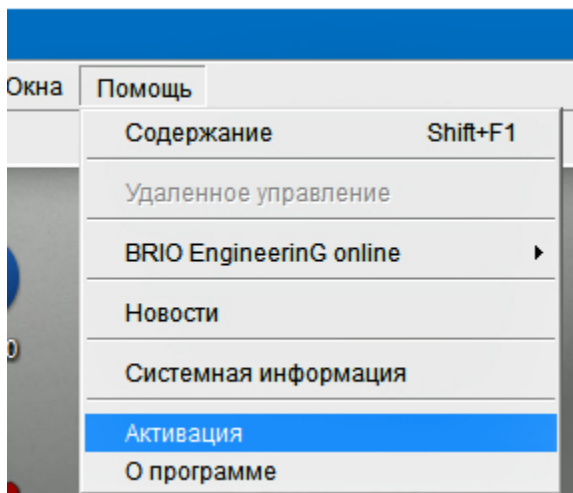 Окна Помощь
Содержание Shift+F1
Удаленное управление
BRIO EngineerinG online
Новости
Системная информация
Активация
О программе